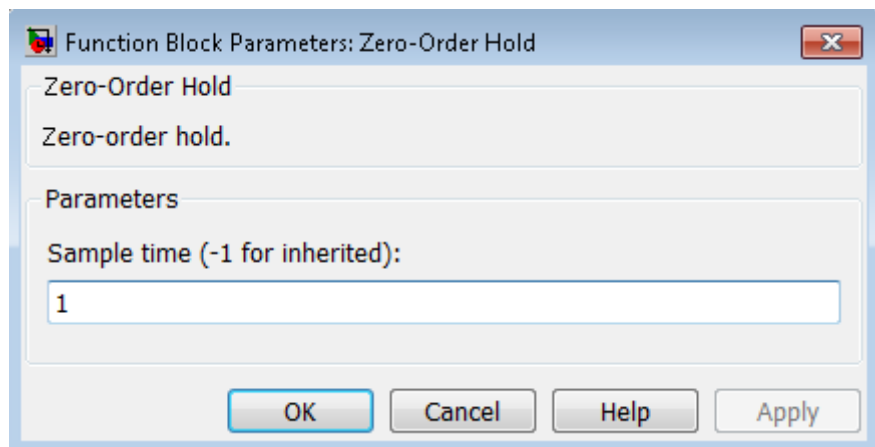 Function Block Parameters: Zero-Order Hold
Zero-Order Hold
Zero-order hold.
Parameters
Sample time (-1 for inherited):
1
OK Cancel Help Apply